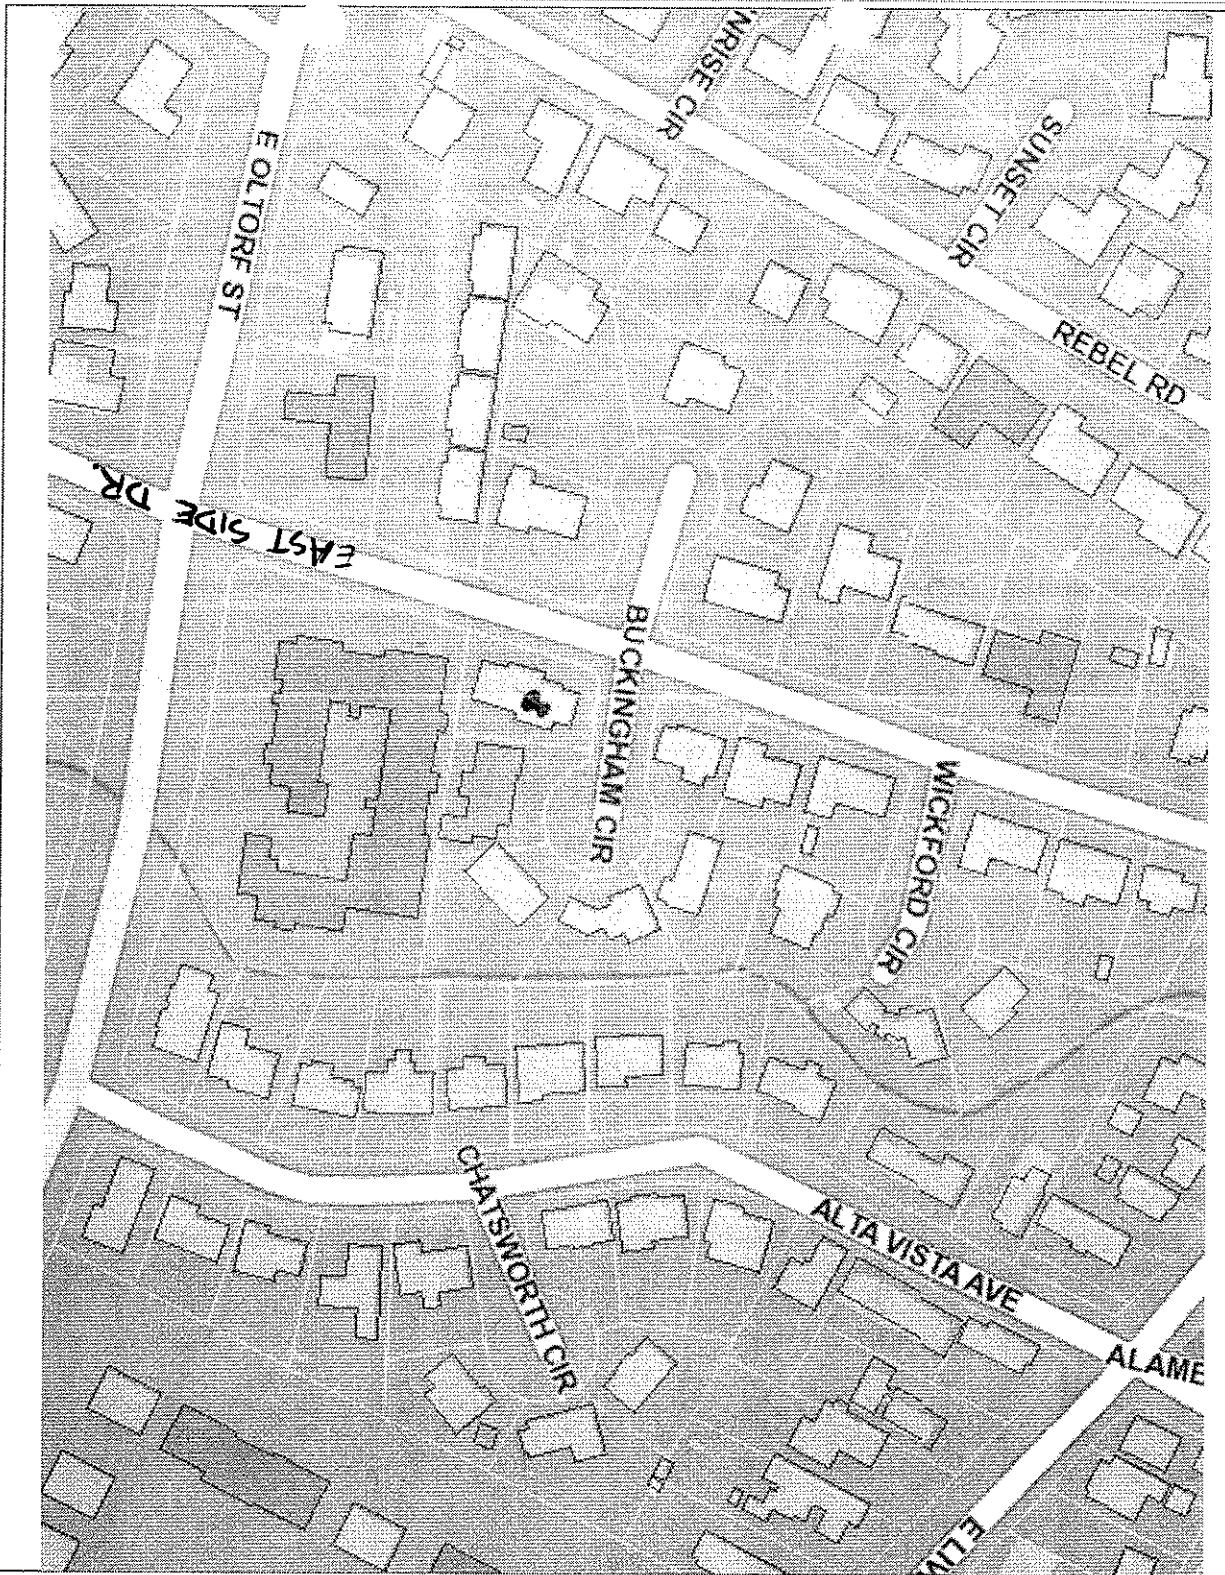 NRISE CIR
SUNSET CIR
E OLTORF ST
REBEL RD
EAST SIDE DR.
BUCKINGHAM CIR
WICKFORD CIR
CHATSWORTH CIR
ALTA VISTA AVE
ALAME
E LIV